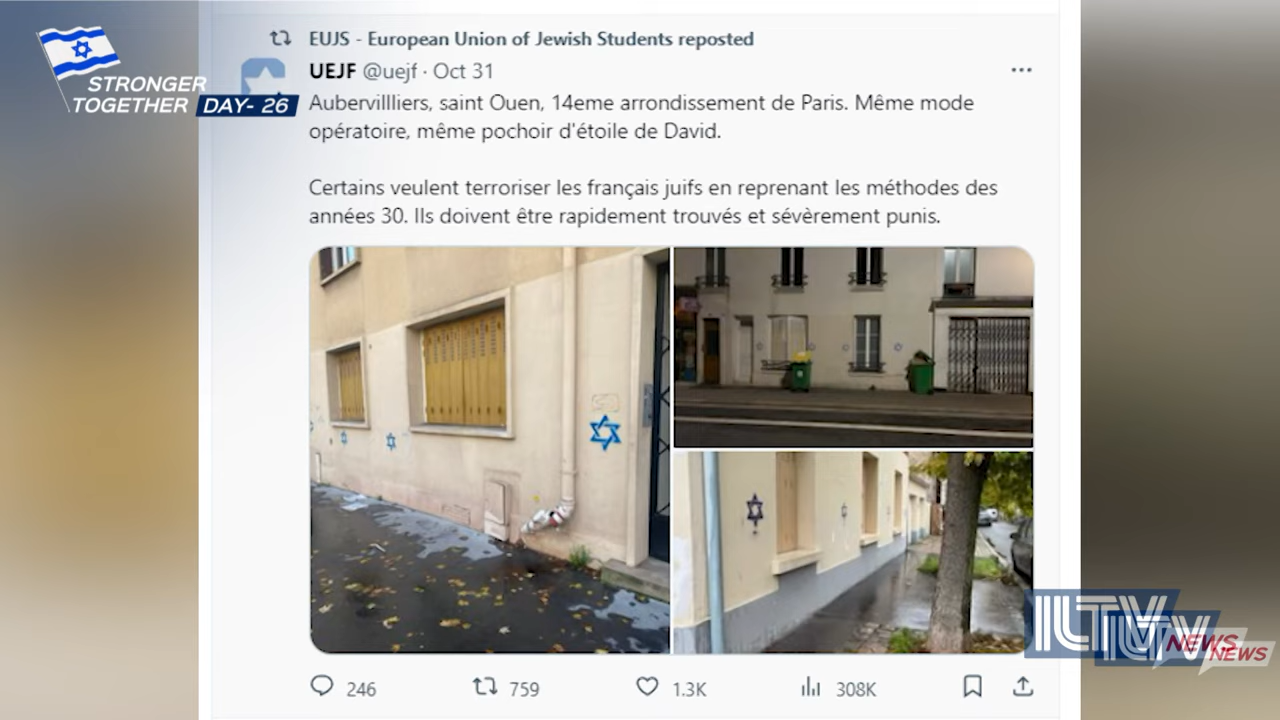 STRONGER
TOGETHER DAY- 26
EUJS - European Union of Jewish Students reposted
UEJF @uejf · Oct 31
Aubervillliers, saint Ouen, 14eme arrondissement de Paris. Même mode
opératoire, même pochoir d'étoile de David.
Certains veulent terroriser les français juifs en reprenant les méthodes des
années 30. Ils doivent être rapidement trouvés et sévèrement punis.
246 759 1.3K 308K
ILTV NEWS
ILTV NEWS